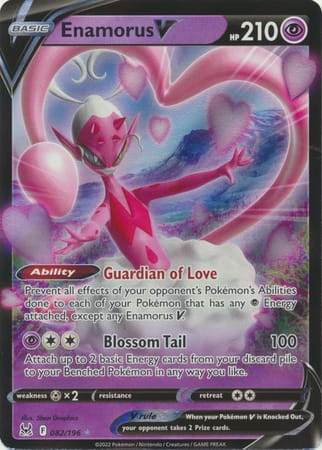 BASIC
Enamorus V
HP 210
Ability Guardian of Love
Prevent all effects of your opponent's Pokémon's Abilities
done to each of your Pokémon that has any Energy
attached, except any Enamorus V.
Blossom Tail 100
Attach up to 2 basic Energy cards from your discard pile
to your Benched Pokémon in any way you like.
weakness ×2 resistance retreat
V rule When your Pokémon V is Knocked Out,
your opponent takes 2 Prize cards.
Illus. 5ban Graphics
F 082/196
©2022 Pokémon / Nintendo / Creatures / GAME FREAK